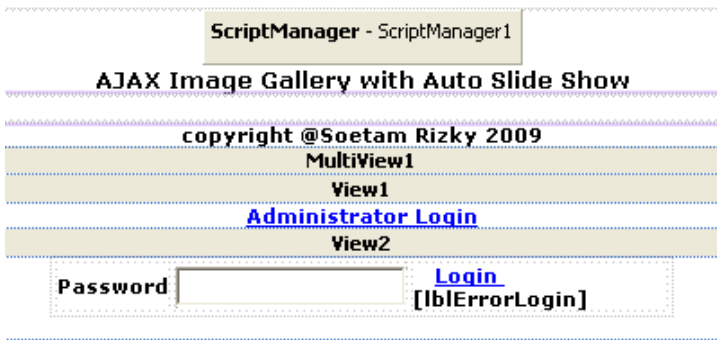 ScriptManager - ScriptManager1
AJAX Image Gallery with Auto Slide Show
copyright @Soetam Rizky 2009
MultiView1
View1
Administrator Login
View2
Password Login
[lblErrorLogin]